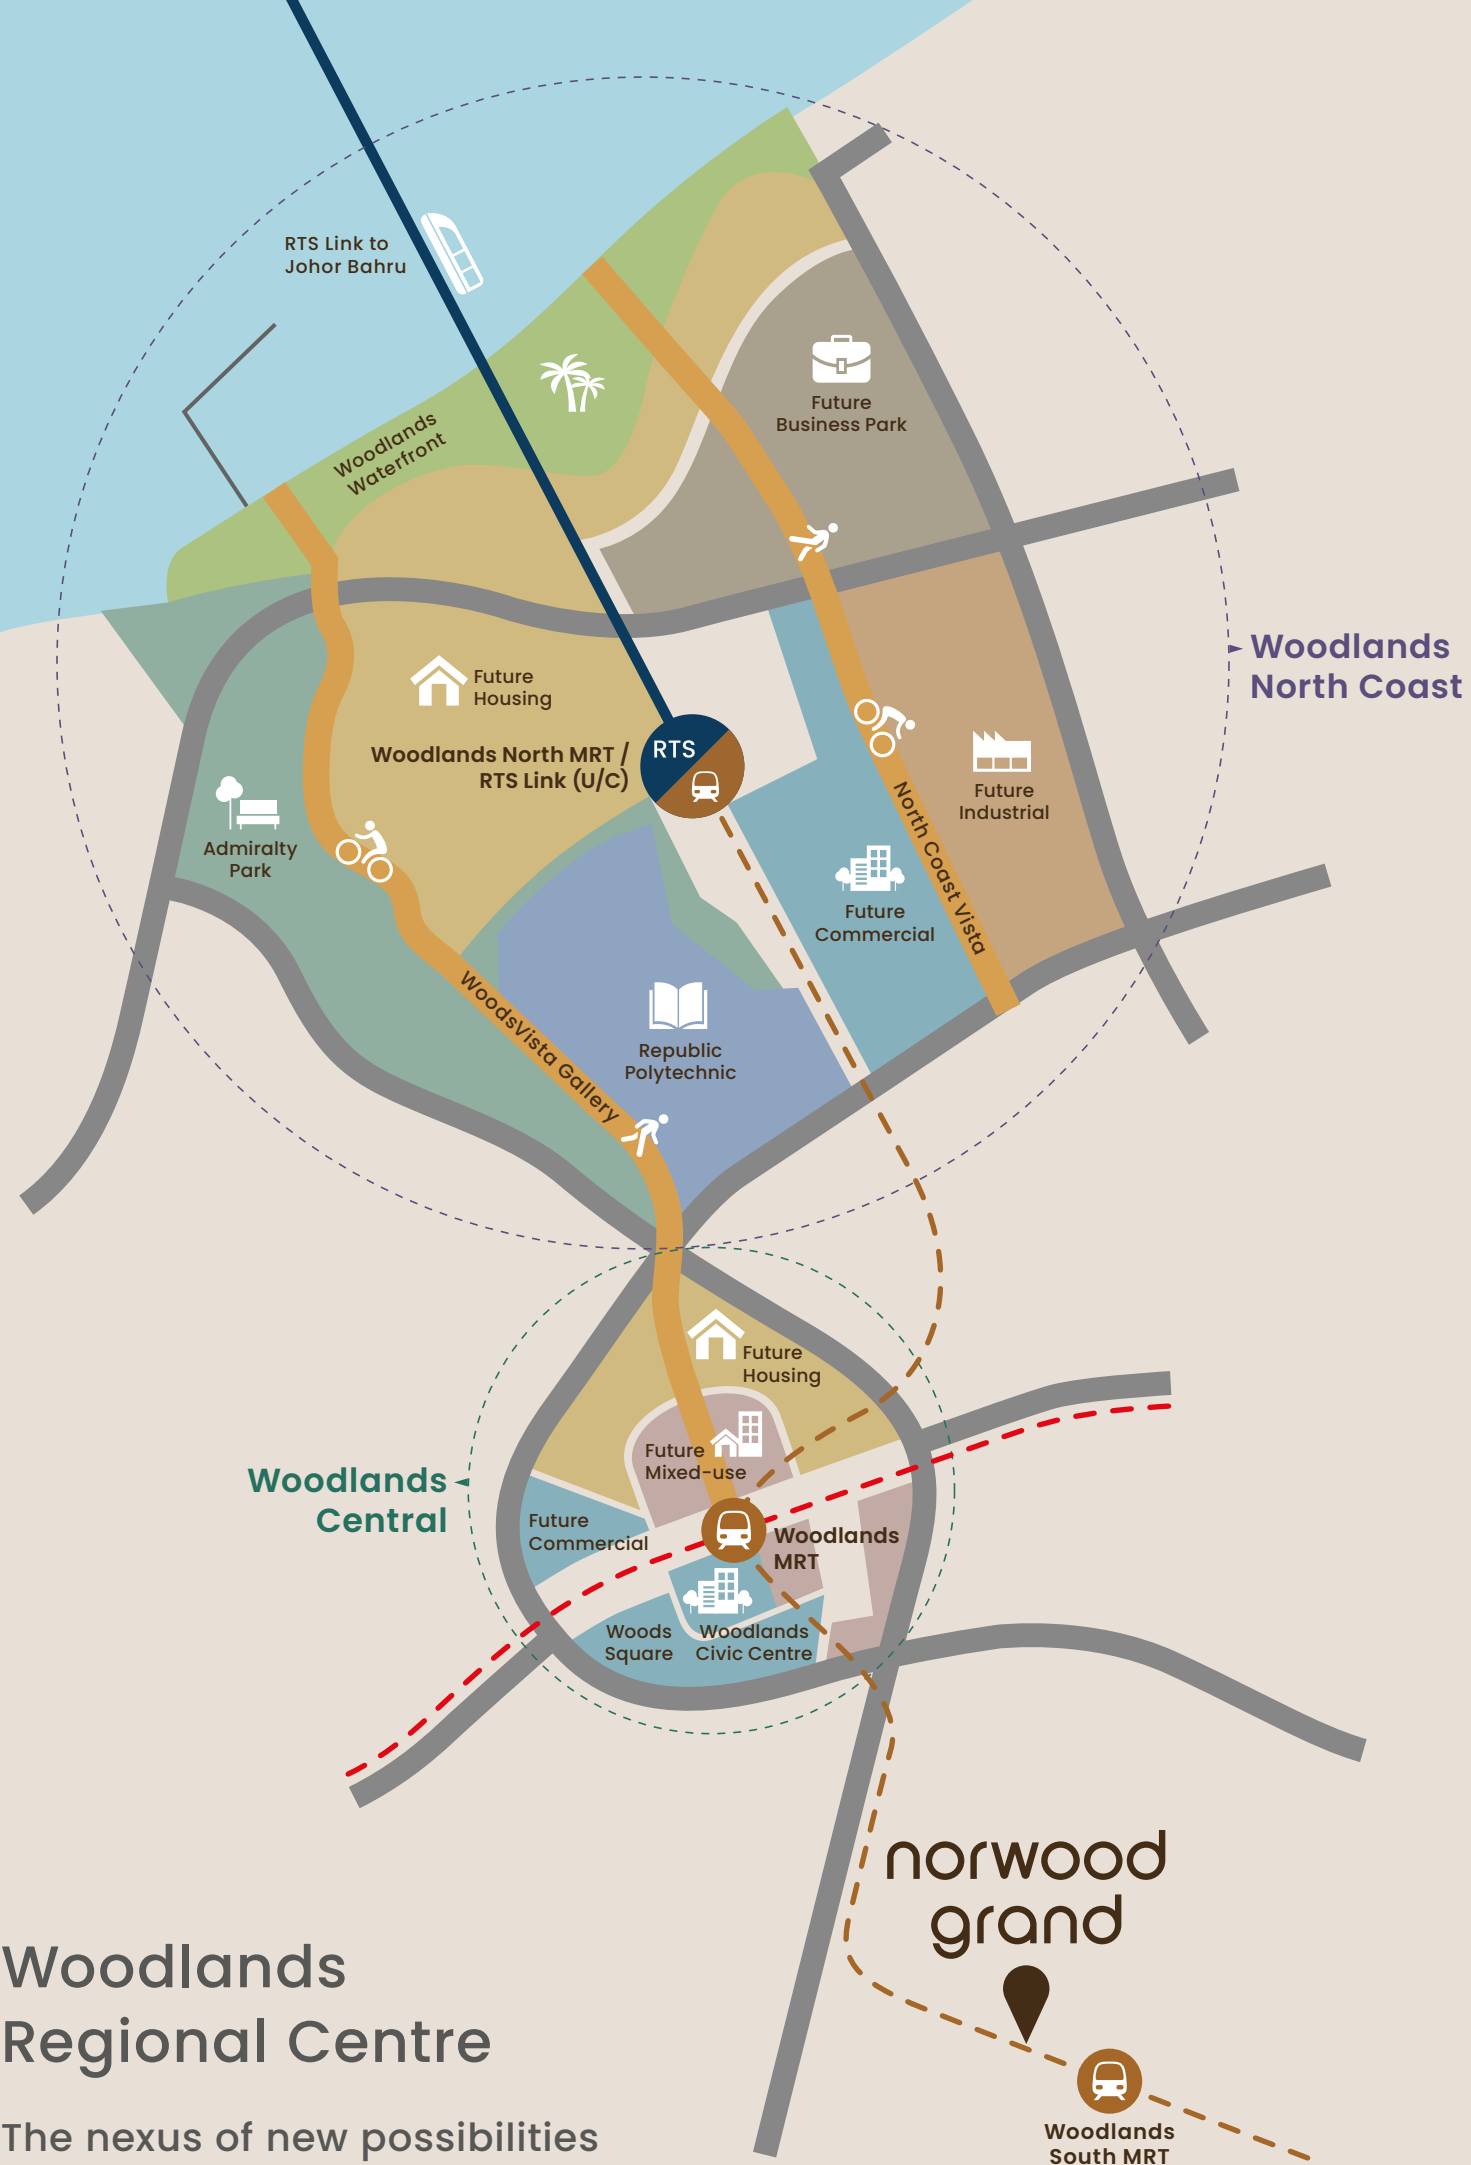 RTS Link to
Johor Bahru
Woodlands
Waterfront
Future
Business Park
Woodlands
North Coast
Future
Housing
Woodlands North MRT /
RTS Link (U/C)
RTS
Future
Industrial
North Coast Vista
Admiralty
Park
Future
Commercial
WoodsVista Gallery
Republic
Polytechnic
Future
Housing
Future
Mixed-use
Woodlands
Central
Future
Commercial
Woodlands
MRT
Woods
Square
Woodlands
Civic Centre
norwood
grand
Woodlands
Regional Centre
The nexus of new possibilities
Woodlands
South MRT